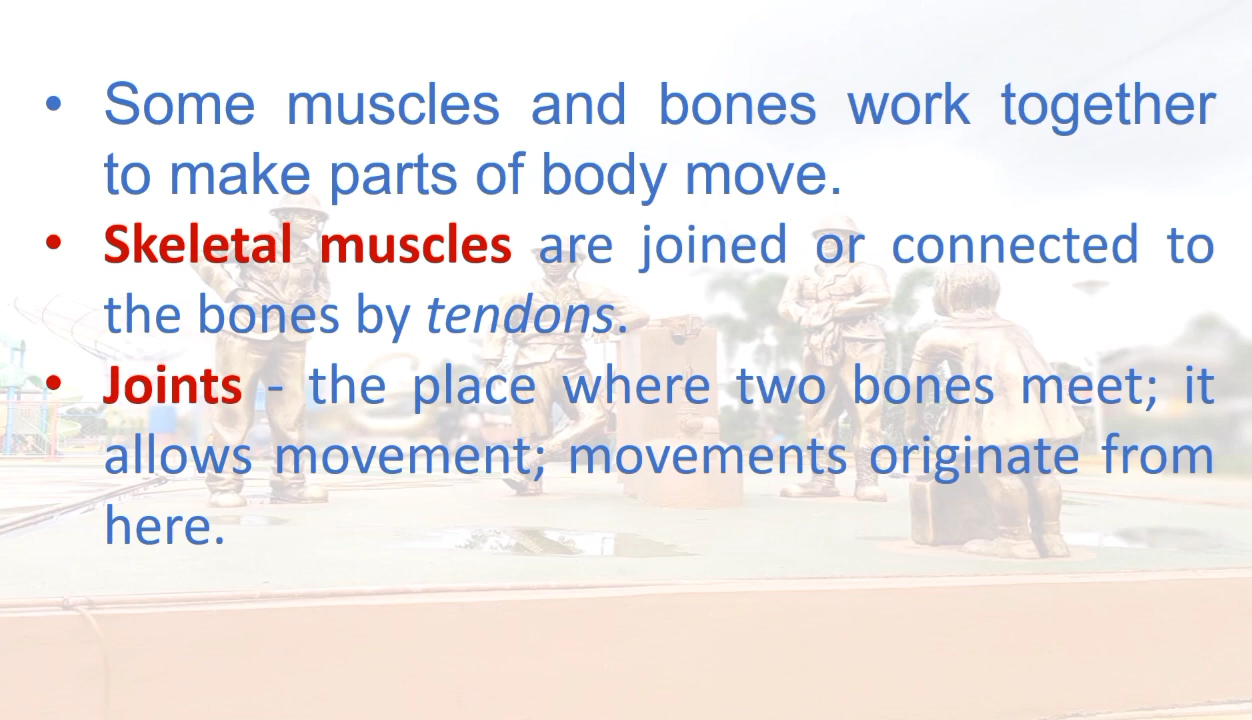 • Some muscles and bones work together
to make parts of body move.
• Skeletal muscles are joined or connected to
the bones by tendons.
• Joints - the place where two bones meet; it
allows movement; movements originate from
here.